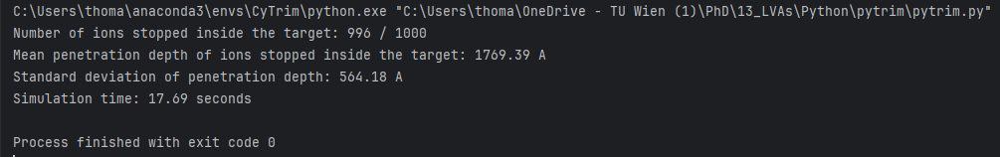 C:\Users\thoma\anaconda3\envs\CyTrim\python.exe "C:\Users\thoma\OneDrive - TU Wien (1)\PhD\13_LVAs\Python\pytrim\pytrim.py"
Number of ions stopped inside the target: 996 / 1000
Mean penetration depth of ions stopped inside the target: 1769.39 A
Standard deviation of penetration depth: 564.18 A
Simulation time: 17.69 seconds
Process finished with exit code 0